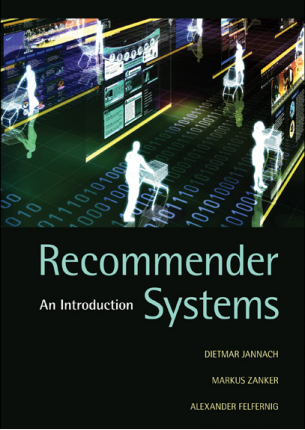 Recommender
An Introduction Systems
DIETMAR JANNACH
MARKUS ZANKER
ALEXANDER FELFERNIG